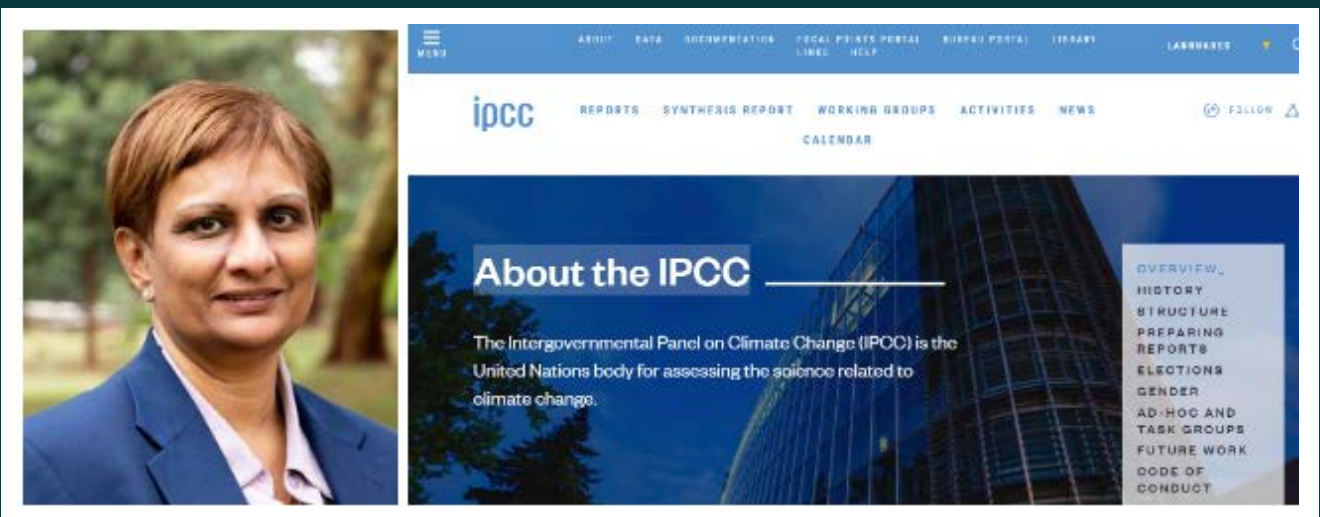 MENU
ABOUT DATA DOCUMENTATION FOCAL POINTS PORTAL BUREAU PORTAL LIBRARY
LINKS HELP
LANGUAGES
ipcc
REPORTS SYNTHESIS REPORT WORKING GROUPS ACTIVITIES NEWS
CALENDAR
FOLLOW
About the IPCC
The Intergovernmental Panel on Climate Change (IPCC) is the
United Nations body for assessing the science related to
climate change.
OVERVIEW
HISTORY
STRUCTURE
PREPARING
REPORTS
ELECTIONS
GENDER
AD-HOC AND
TASK GROUPS
FUTURE WORK
CODE OF
CONDUCT